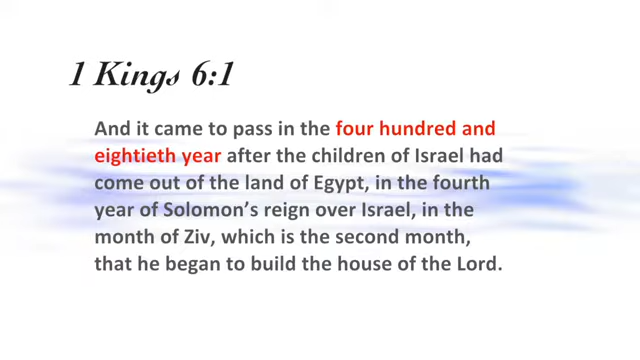 1 Kings 6:1
And it came to pass in the four hundred and
eightieth year after the children of Israel had
come out of the land of Egypt, in the fourth
year of Solomon’s reign over Israel, in the
month of Ziv, which is the second month,
that he began to build the house of the Lord.